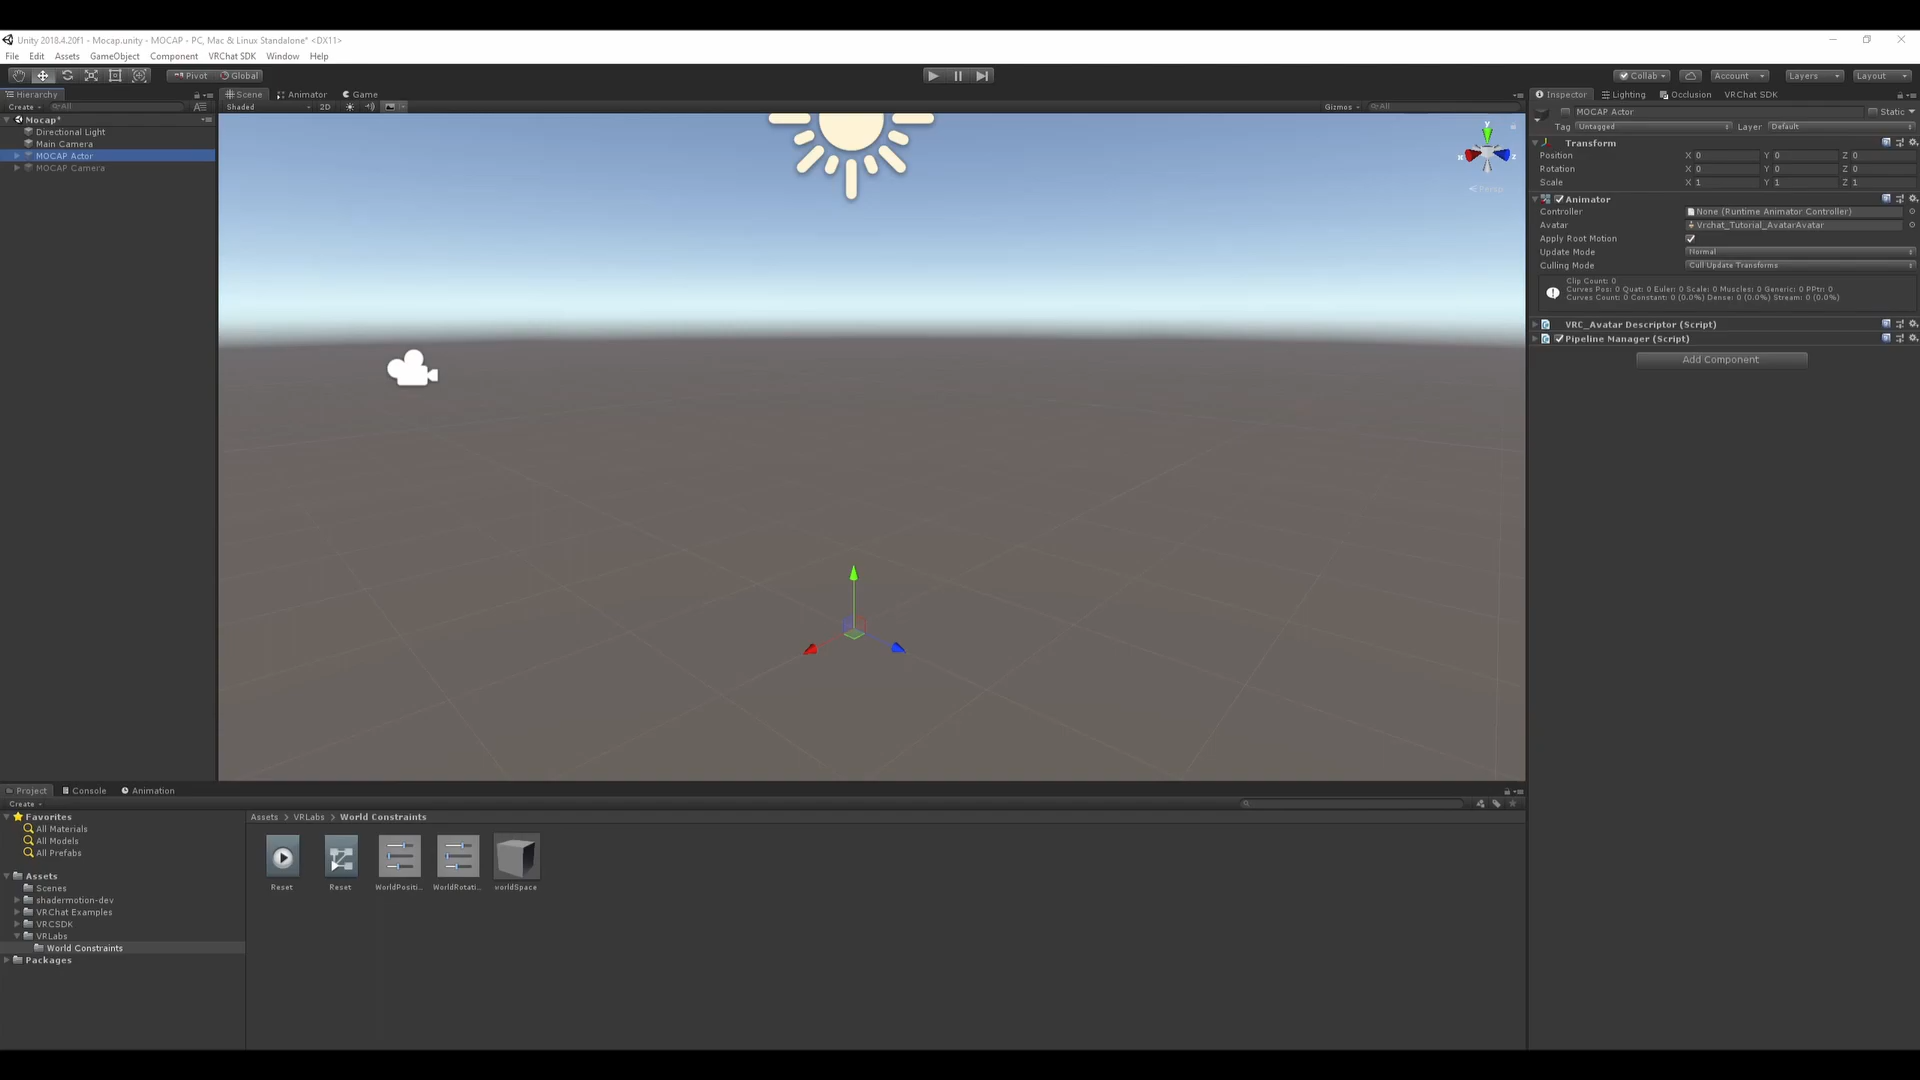 Unity 2018.4.20f1 - Mocap.unity - MOCAP - PC, Mac & Linux Standalone* <DX11>
File Edit Assets GameObject Component VRChat SDK Window Help
Pivot Global
Collab Account Layers Layout
Hierarchy
Create All
Mocap*
Directional Light
Main Camera
MOCAP Actor
MOCAP Camera
Scene Animator Game
Shaded 2D Gizmos All
y
x z
Persp
Inspector Lighting Occlusion VRChat SDK
MOCAP Actor Static
Tag Untagged Layer Default
Transform
Position X 0 Y 0 Z 0
Rotation X 0 Y 0 Z 0
Scale X 1 Y 1 Z 1
Animator
Controller None (Runtime Animator Controller)
Avatar Vrchat_Tutorial_AvatarAvatar
Apply Root Motion
Update Mode Normal
Culling Mode Cull Update Transforms
Clip Count: 0
Curves Pos: 0 Quat: 0 Euler: 0 Scale: 0 Muscles: 0 Generic: 0 PPtr: 0
Curves Count: 0 Constant: 0 (0.0%) Dense: 0 (0.0%) Stream: 0 (0.0%)
VRC_Avatar Descriptor (Script)
Pipeline Manager (Script)
Add Component
Project Console Animation
Create
Favorites
All Materials
All Models
All Prefabs
Assets
Scenes
shadermotion-dev
VRChat Examples
VRCSDK
VRLabs
World Constraints
Packages
Assets > VRLabs > World Constraints
Reset Reset WorldPositi... WorldRotati... worldSpace